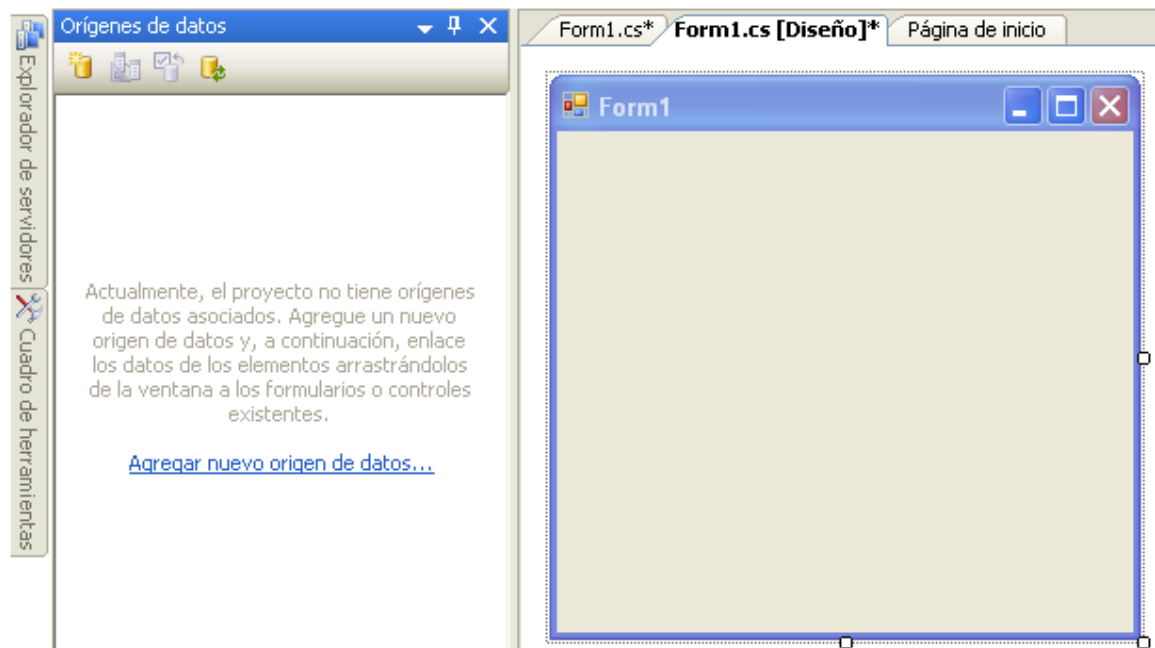 Explorador de servidores
Cuadro de herramientas
Orígenes de datos
Actualmente, el proyecto no tiene orígenes
de datos asociados. Agregue un nuevo
origen de datos y, a continuación, enlace
los datos de los elementos arrastrándolos
de la ventana a los formularios o controles
existentes.
Agregar nuevo origen de datos...
Form1.cs* Form1.cs [Diseño]* Página de inicio
Form1